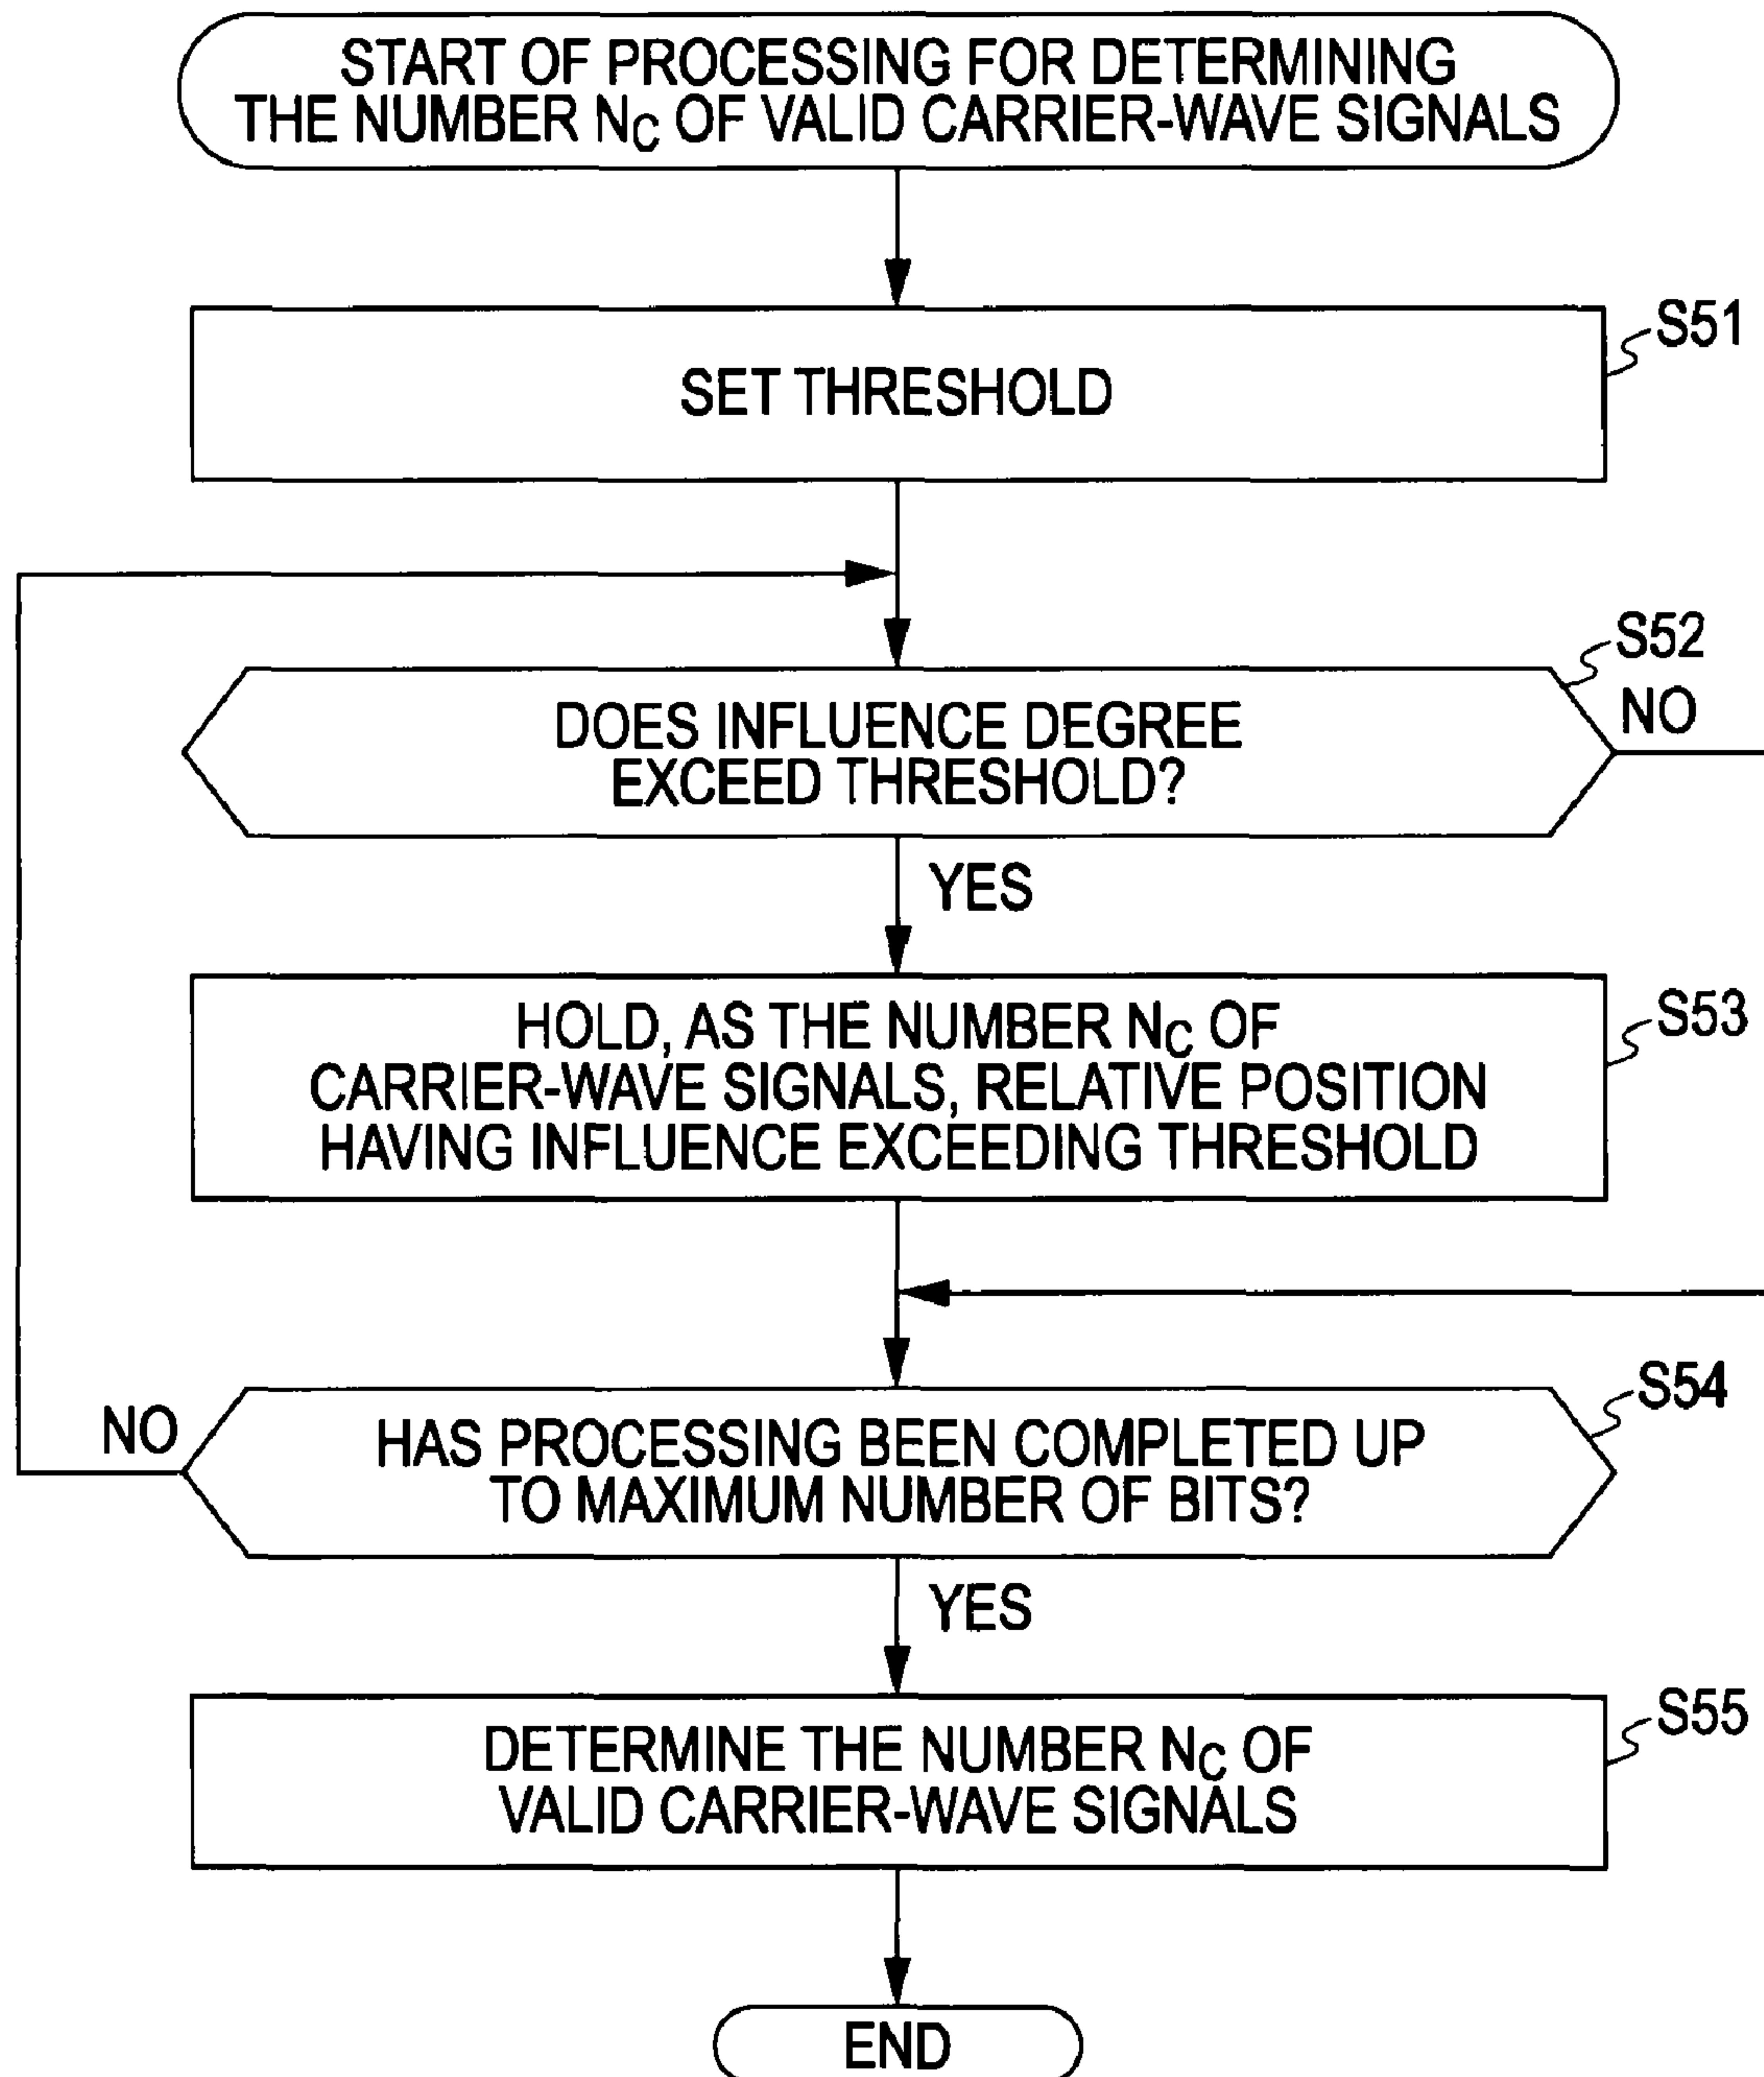 START OF PROCESSING FOR DETERMINING
THE NUMBER NC OF VALID CARRIER-WAVE SIGNALS
S51
SET THRESHOLD
S52
DOES INFLUENCE DEGREE
EXCEED THRESHOLD?
NO
YES
S53
HOLD, AS THE NUMBER NC OF
CARRIER-WAVE SIGNALS, RELATIVE POSITION
HAVING INFLUENCE EXCEEDING THRESHOLD
S54
NO
HAS PROCESSING BEEN COMPLETED UP
TO MAXIMUM NUMBER OF BITS?
YES
S55
DETERMINE THE NUMBER NC OF
VALID CARRIER-WAVE SIGNALS
END